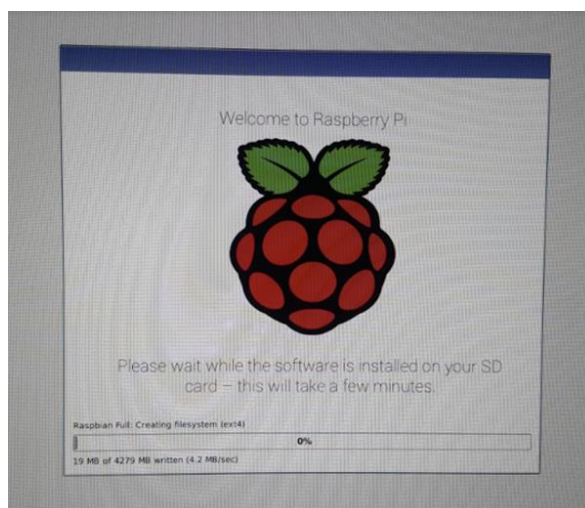 Welcome to Raspberry Pi
Please wait while the software is installed on your SD
card – this will take a few minutes.
Raspbian Full: Creating filesystem (ext4)
0%
19 MB of 4279 MB written (4.2 MB/sec)